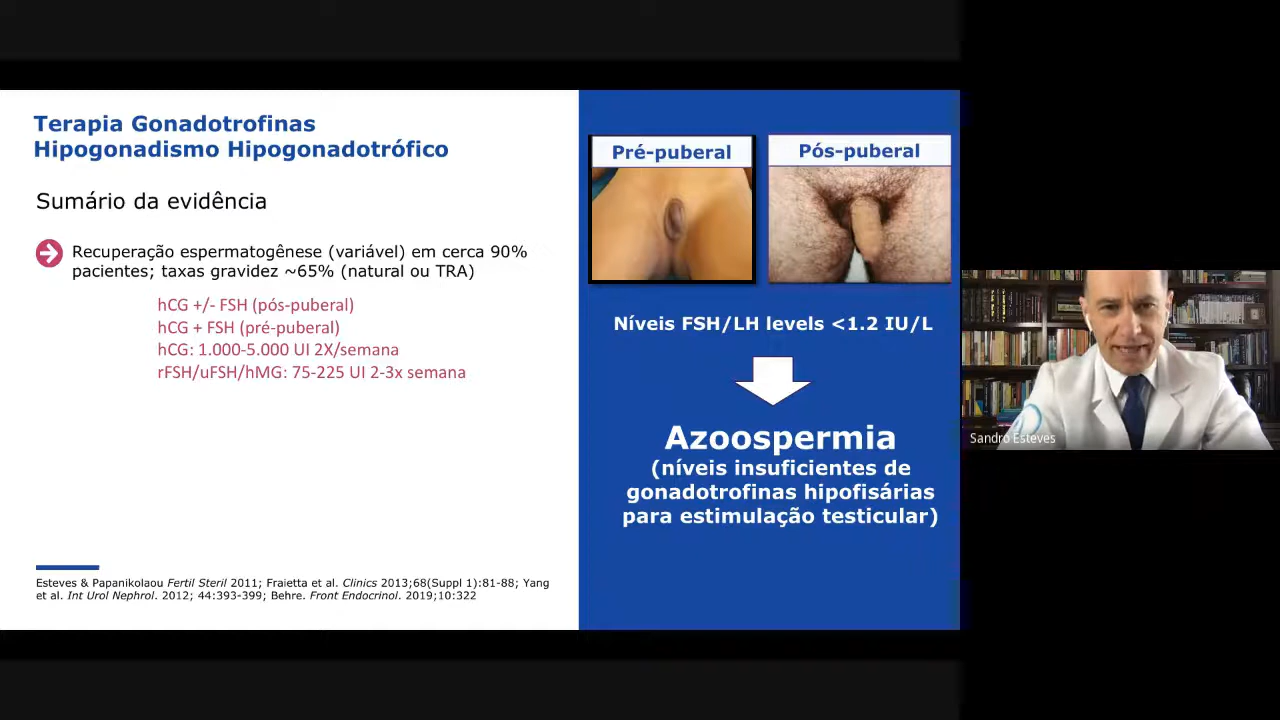 Terapia Gonadotrofinas
Hipogonadismo Hipogonadotrófico
Sumário da evidência
Recuperação espermatogênese (variável) em cerca 90%
pacientes; taxas gravidez ~65% (natural ou TRA)
hCG +/- FSH (pós-puberal)
hCG + FSH (pré-puberal)
hCG: 1.000-5.000 UI 2X/semana
rFSH/uFSH/hMG: 75-225 UI 2-3x semana
Esteves & Papanikolaou Fertil Steril 2011; Fraietta et al. Clinics 2013;68(Suppl 1):81-88; Yang
et al. Int Urol Nephrol. 2012; 44:393-399; Behre. Front Endocrinol. 2019;10:322
Pré-puberal
Pós-puberal
Níveis FSH/LH levels <1.2 IU/L
Azoospermia
(níveis insuficientes de
gonadotrofinas hipofisárias
para estimulação testicular)
Sandro Esteves